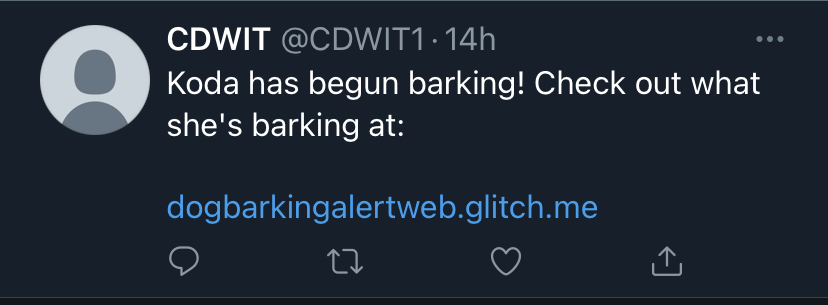 CDWIT @CDWIT1 · 14h
Koda has begun barking! Check out what
she's barking at:
dogbarkingalertweb.glitch.me